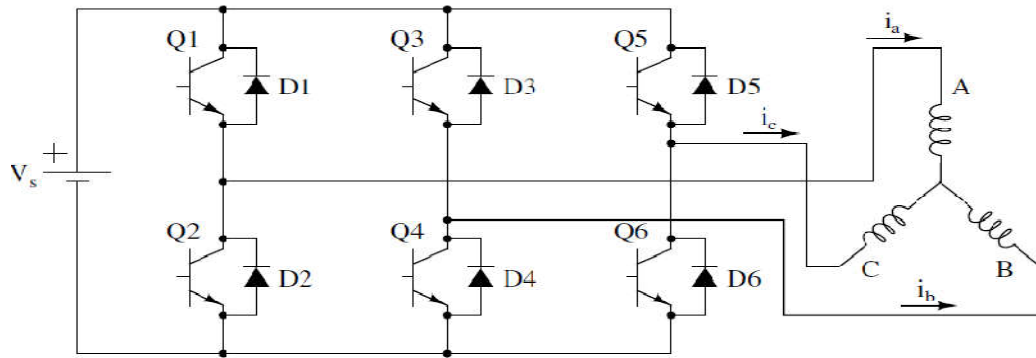 Q1 D1 Q3 D3 Q5 D5
i_a
A
i_c
+
V_s
Q2 D2 Q4 D4 Q6 D6
C B
i_b